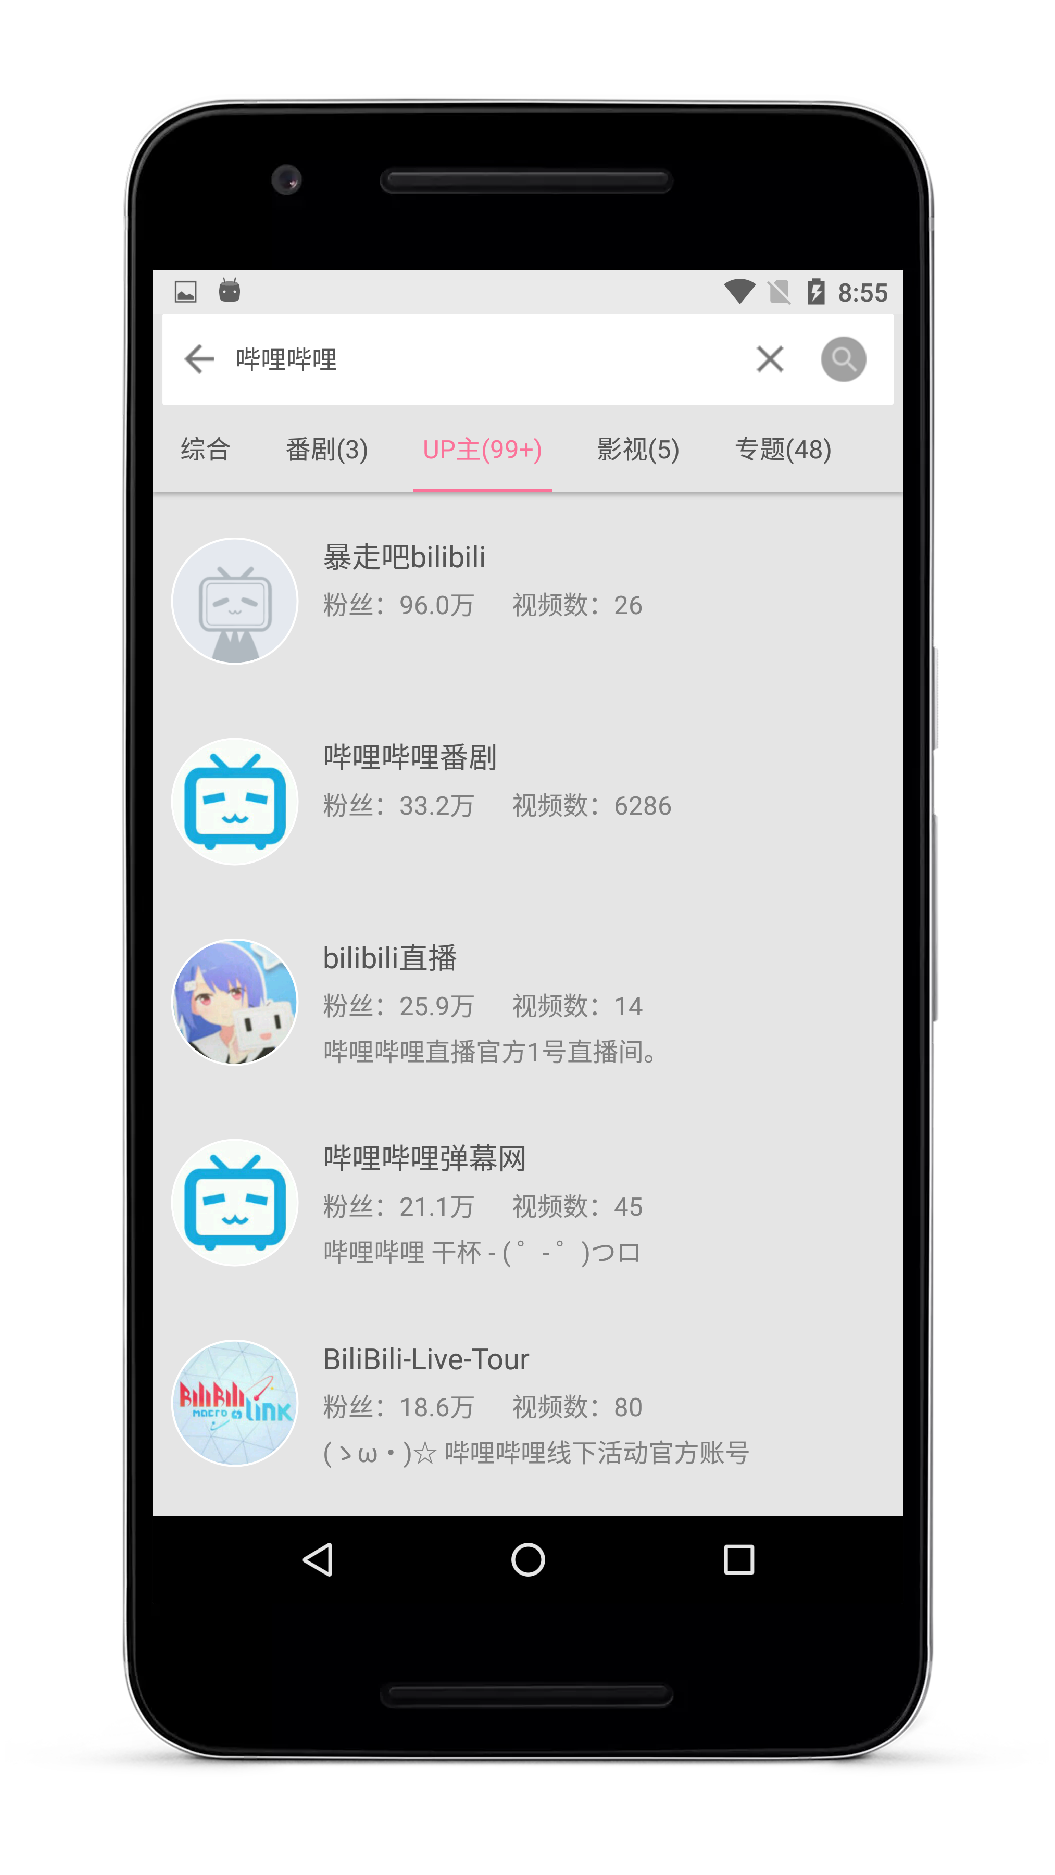 8:55
哔哩哔哩
综合 番剧(3) UP主(99+) 影视(5) 专题(48)
暴走吧bilibili
粉丝：96.0万 视频数：26
哔哩哔哩番剧
粉丝：33.2万 视频数：6286
bilibili直播
粉丝：25.9万 视频数：14
哔哩哔哩直播官方1号直播间。
哔哩哔哩弹幕网
粉丝：21.1万 视频数：45
哔哩哔哩 干杯 - ( ゜- ゜)つロ
BiliBili-Live-Tour
粉丝：18.6万 视频数：80
(ゝω・)☆ 哔哩哔哩线下活动官方账号
BiliBili
MACRO LINK